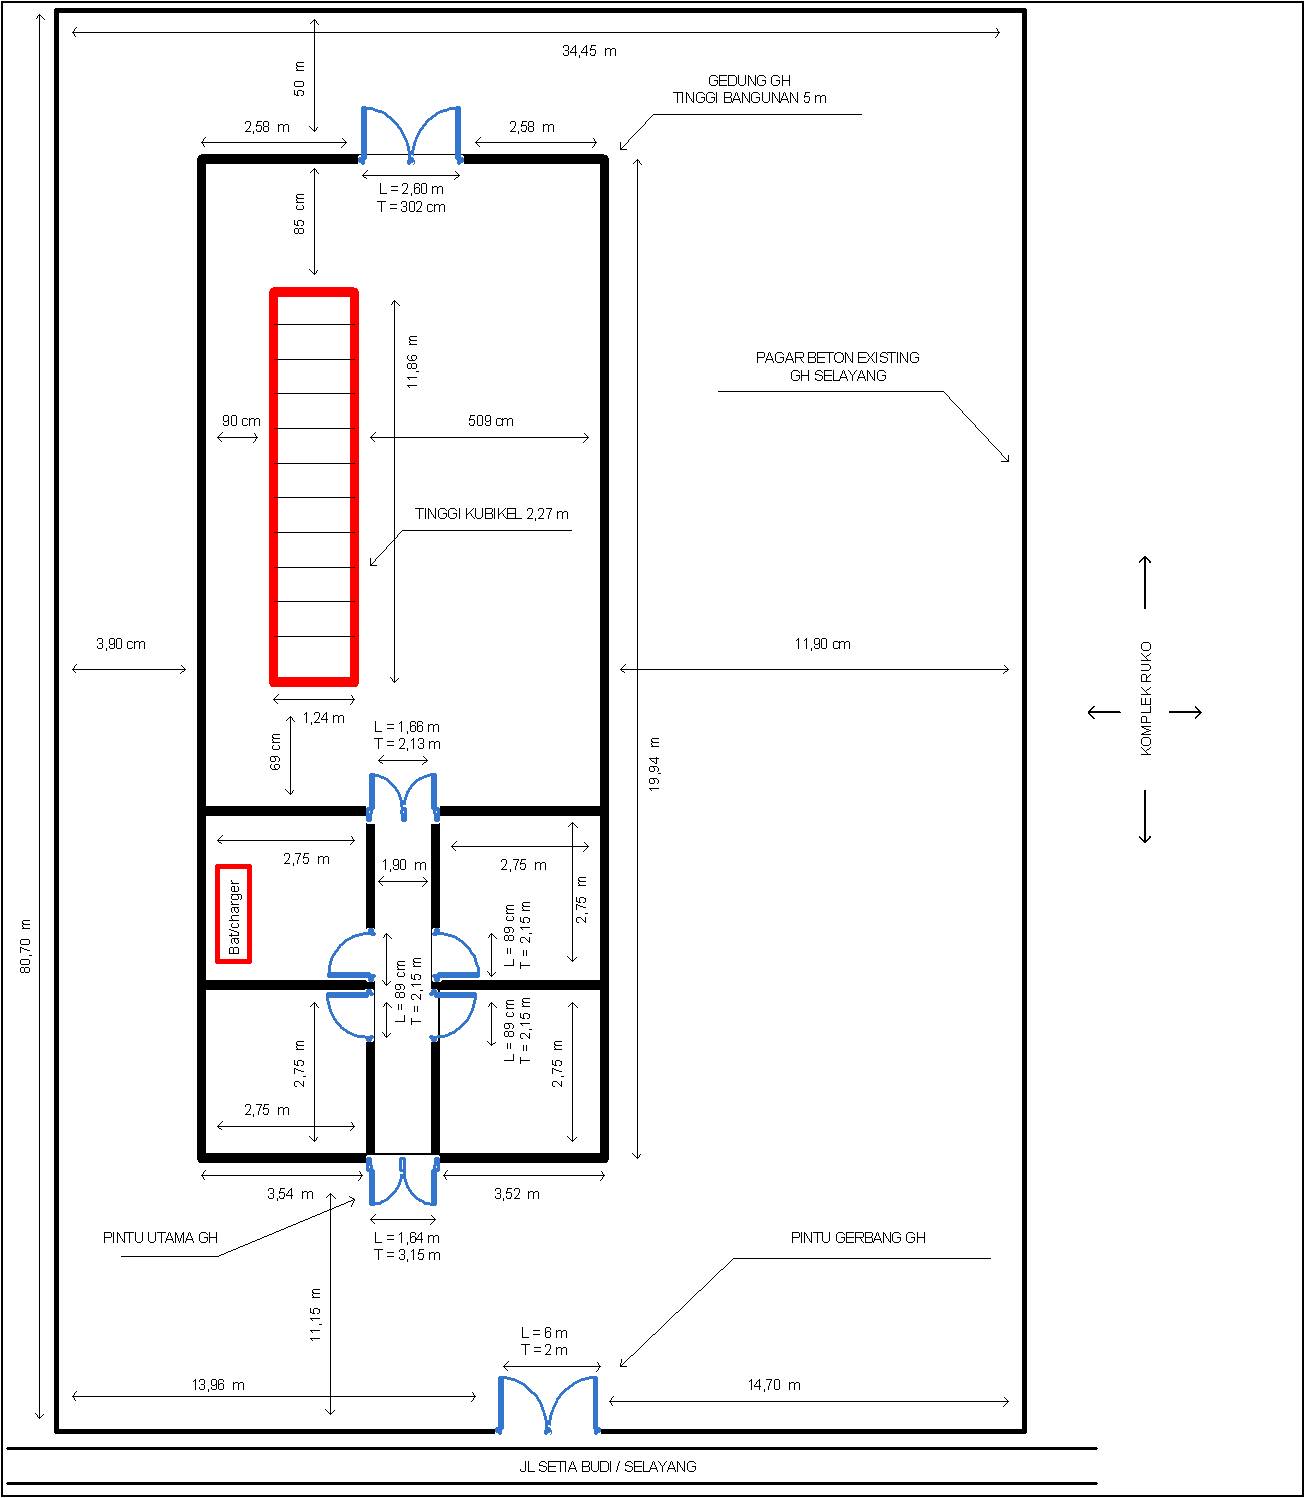 34,45 m
50 m
GEDUNG GH
TINGGI BANGUNAN 5 m
2,58 m
2,58 m
L = 2,60 m
T = 302 cm
85 cm
11,86 m
PAGAR BETON EXISTING
GH SELAYANG
90 cm
509 cm
TINGGI KUBIKEL 2,27 m
3,90 cm
11,90 cm
KOMPLEK RUKO
1,24 m
69 cm
L = 1,66 m
T = 2,13 m
19,94 m
2,75 m
1,90 m
2,75 m
2,75 m
Bat/charger
L = 89 cm
T = 2,15 m
L = 89 cm
T = 2,15 m
80,70 m
L = 89 cm
T = 2,15 m
2,75 m
2,75 m
2,75 m
3,54 m
3,52 m
PINTU UTAMA GH
L = 1,64 m
T = 3,15 m
PINTU GERBANG GH
11,15 m
L = 6 m
T = 2 m
13,96 m
14,70 m
JL SETIA BUDI / SELAYANG